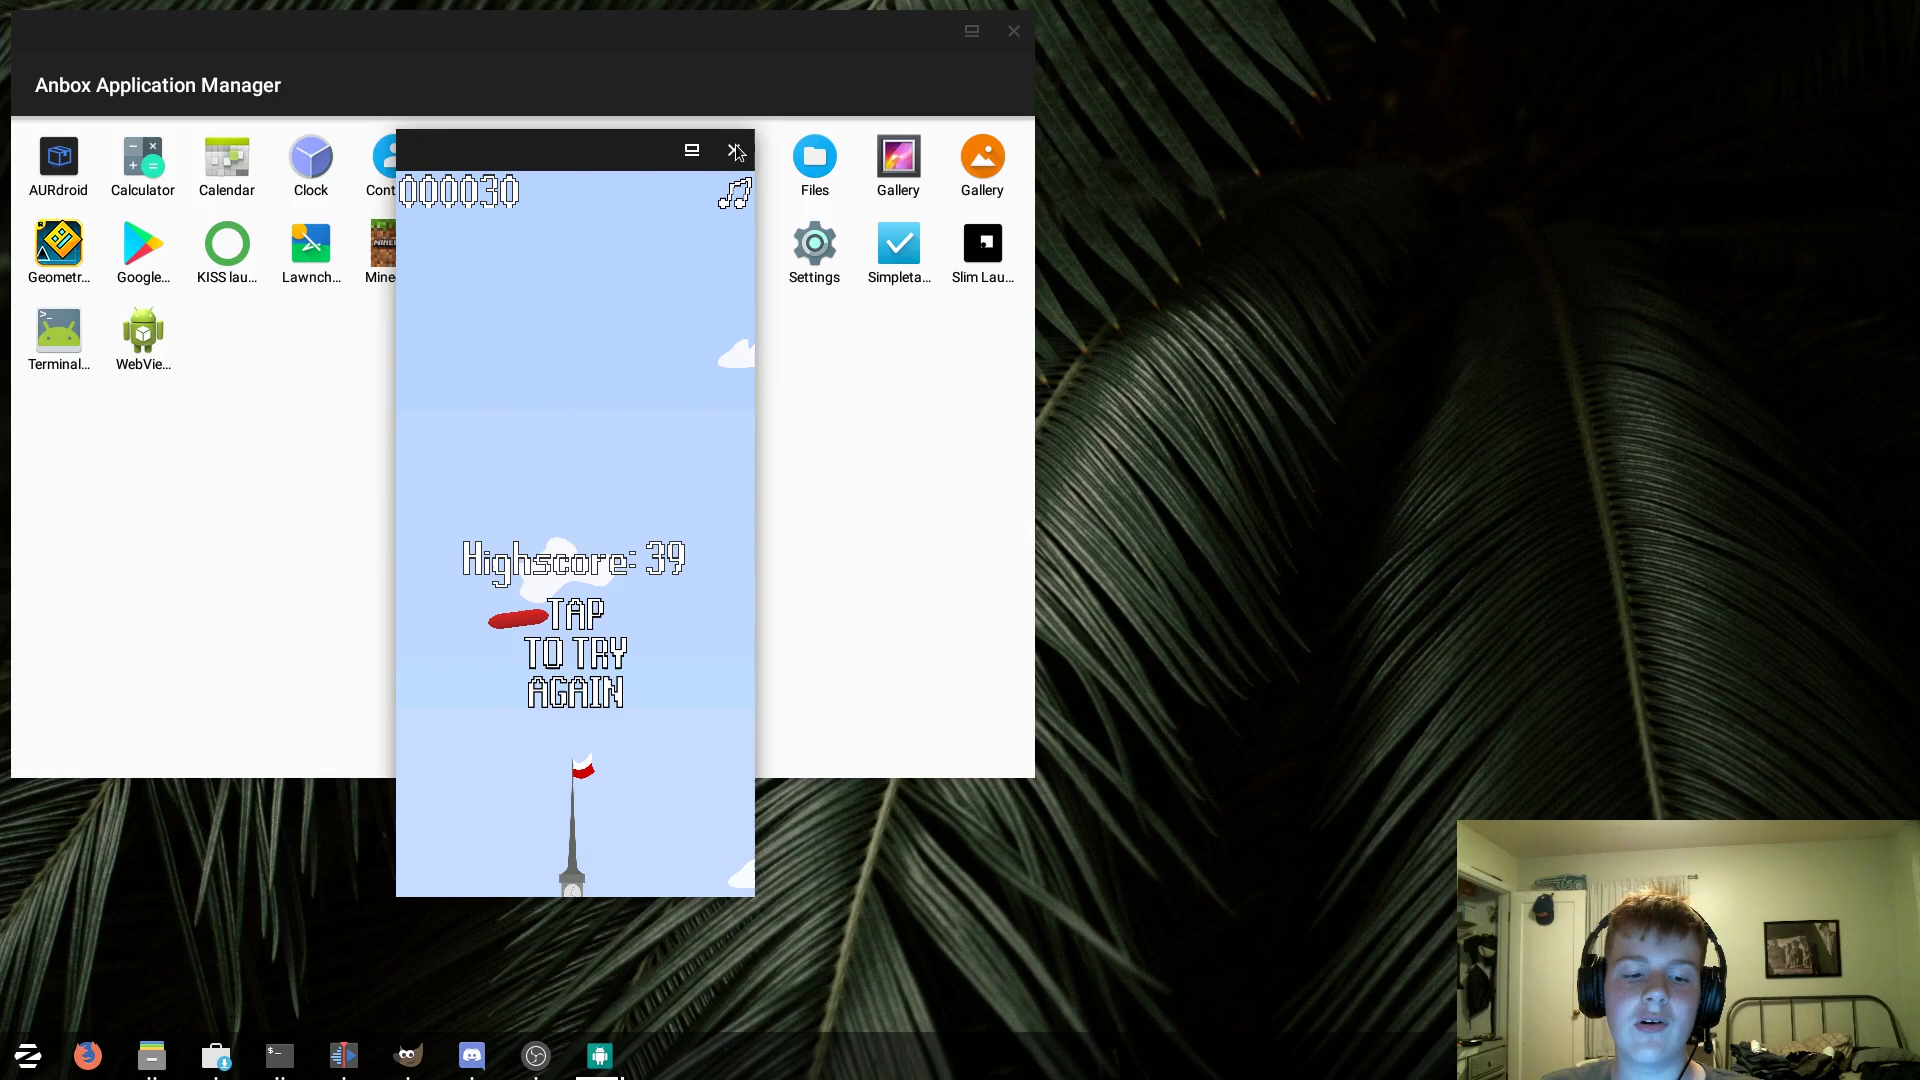 Anbox Application Manager
AURdroid
Calculator
Calendar
Clock
Cont
Files
Gallery
Gallery
Geometr...
Google...
KISS lau...
Lawnch...
Mine
Settings
Simpleta...
Slim Lau...
Terminal...
WebVie...
000030
Highscore: 39
TAP
TO TRY
AGAIN